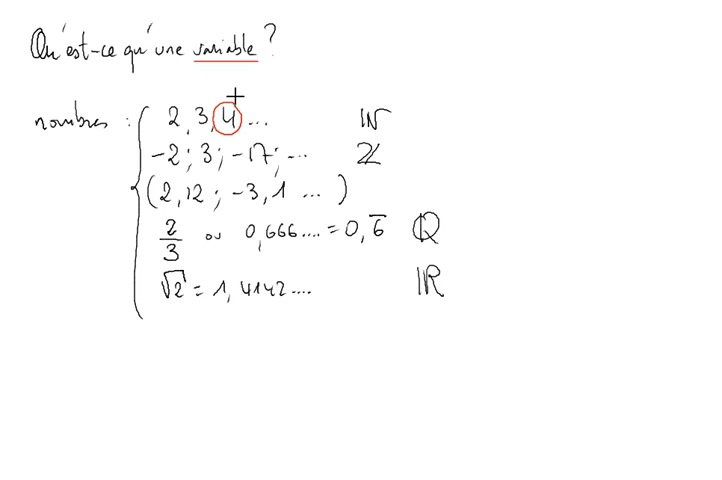 Qu'est-ce qu'une variable ?
nombres : { 2, 3, 4 ... ℕ
-2 ; 3 ; -17 ; ... ℤ
(2,12 ; -3,1 ... )
2/3 ou 0,666.... = 0,6̅ ℚ
√2 = 1,4142.... ℝ